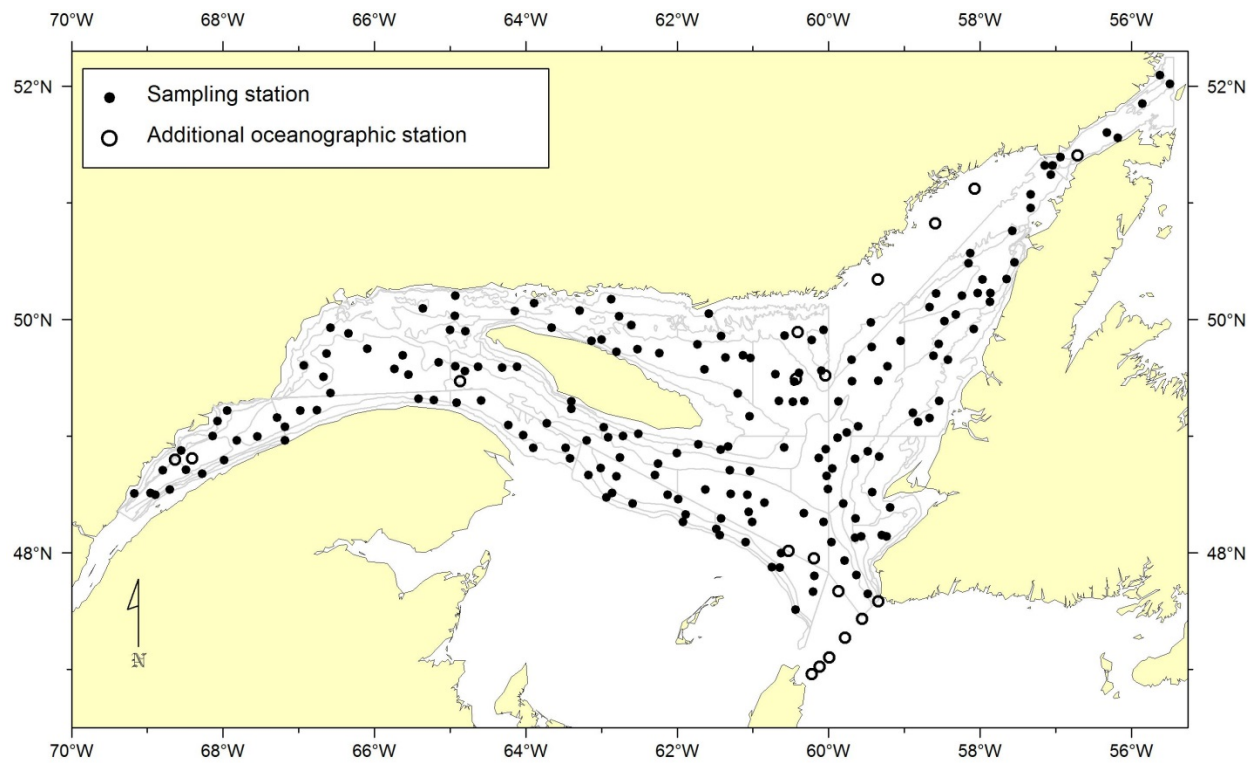 70°W 68°W 66°W 64°W 62°W 60°W 58°W 56°W
52°N 52°N
Sampling station
Additional oceanographic station
50°N 50°N
48°N 48°N
N
70°W 68°W 66°W 64°W 62°W 60°W 58°W 56°W